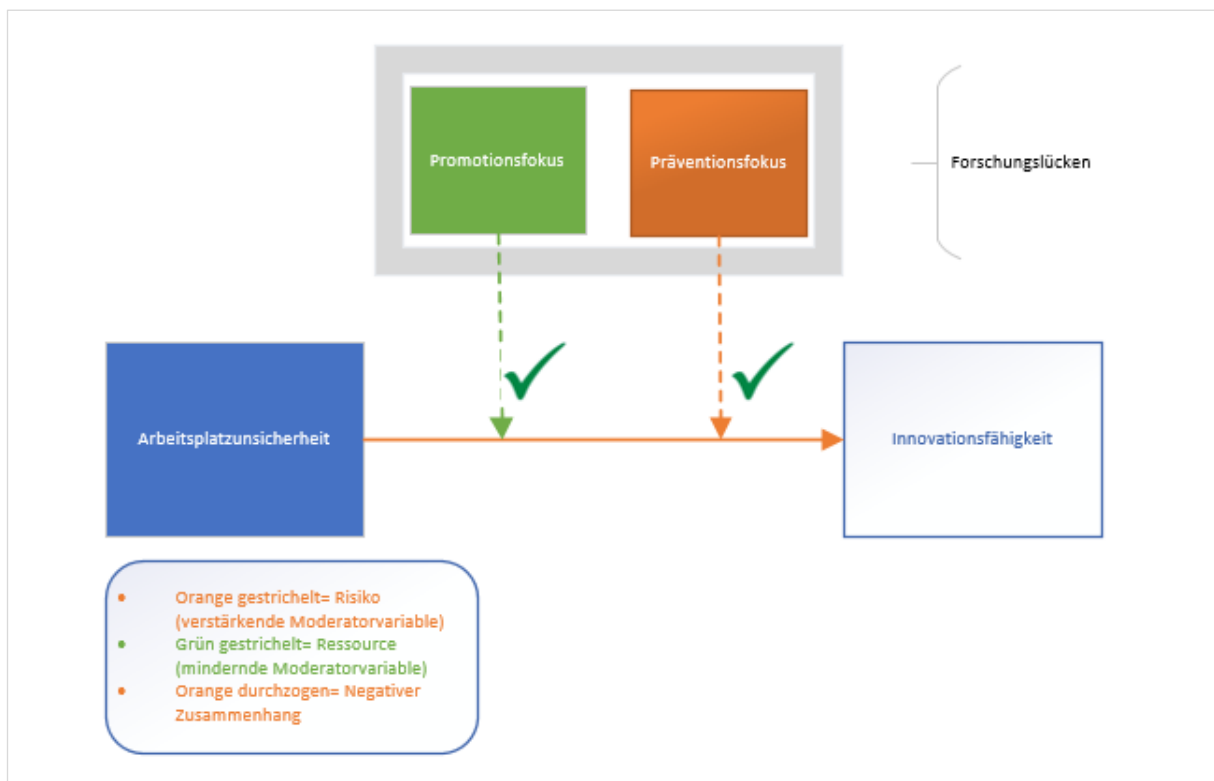 Promotionsfokus
Präventionsfokus
Forschungslücken
Arbeitsplatzunsicherheit
Innovationsfähigkeit
• Orange gestrichelt= Risiko
(verstärkende Moderatorvariable)
• Grün gestrichelt= Ressource
(mindernde Moderatorvariable)
• Orange durchzogen= Negativer
Zusammenhang